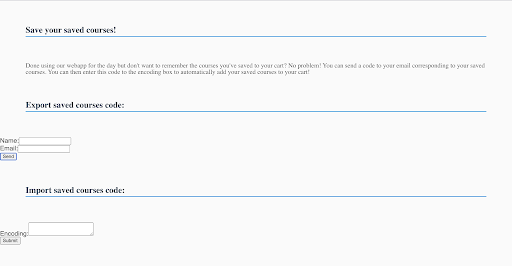 Save your saved courses!
Done using our webapp for the day but don't want to remember the courses you've saved to your cart? No problem! You can send a code to your email corresponding to your saved
courses. You can then enter this code to the encoding box to automatically add your saved courses to your cart!
Export saved courses code:
Name:
Email:
Send
Import saved courses code:
Encoding:
Submit